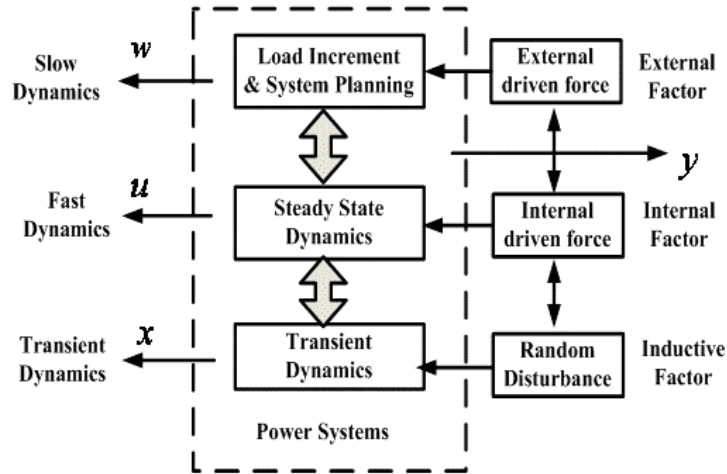 Slow
Dynamics
w
Load Increment
& System Planning
External
driven force
External
Factor
y
Fast
Dynamics
u
Steady State
Dynamics
Internal
driven force
Internal
Factor
Transient
Dynamics
x
Transient
Dynamics
Random
Disturbance
Inductive
Factor
Power Systems